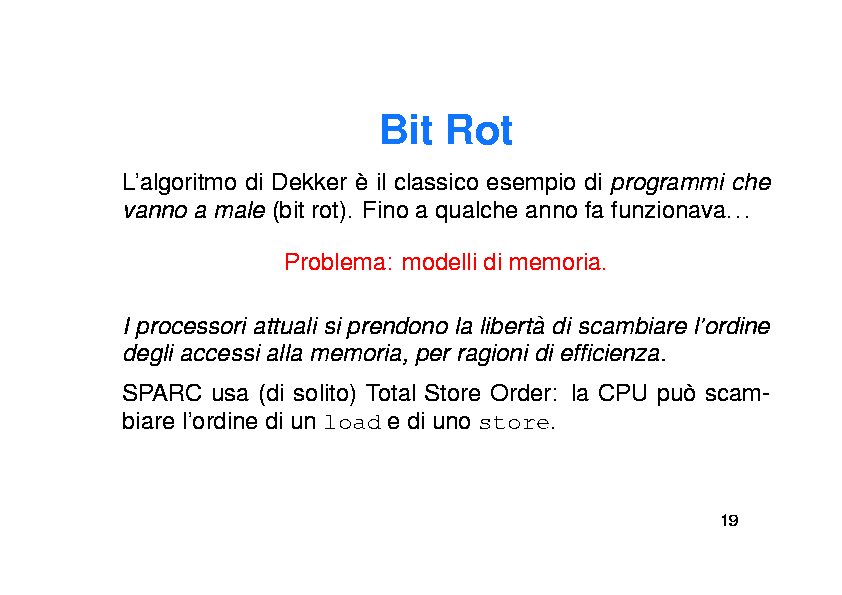 Bit Rot
L'algoritmo di Dekker è il classico esempio di programmi che
vanno a male (bit rot). Fino a qualche anno fa funzionava...
Problema: modelli di memoria.
I processori attuali si prendono la libertà di scambiare l'ordine
degli accessi alla memoria, per ragioni di efficienza.
SPARC usa (di solito) Total Store Order: la CPU può scam-
biare l'ordine di un load e di uno store.
19